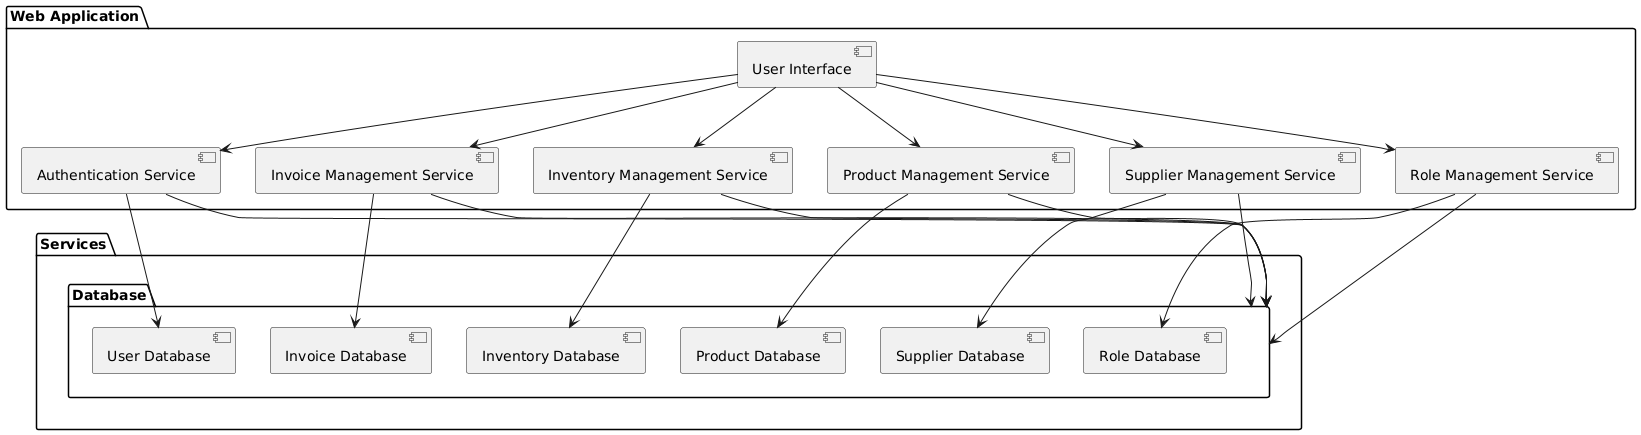 Web Application
User Interface
Authentication Service
Invoice Management Service
Inventory Management Service
Product Management Service
Supplier Management Service
Role Management Service
Services
Database
User Database
Invoice Database
Inventory Database
Product Database
Supplier Database
Role Database